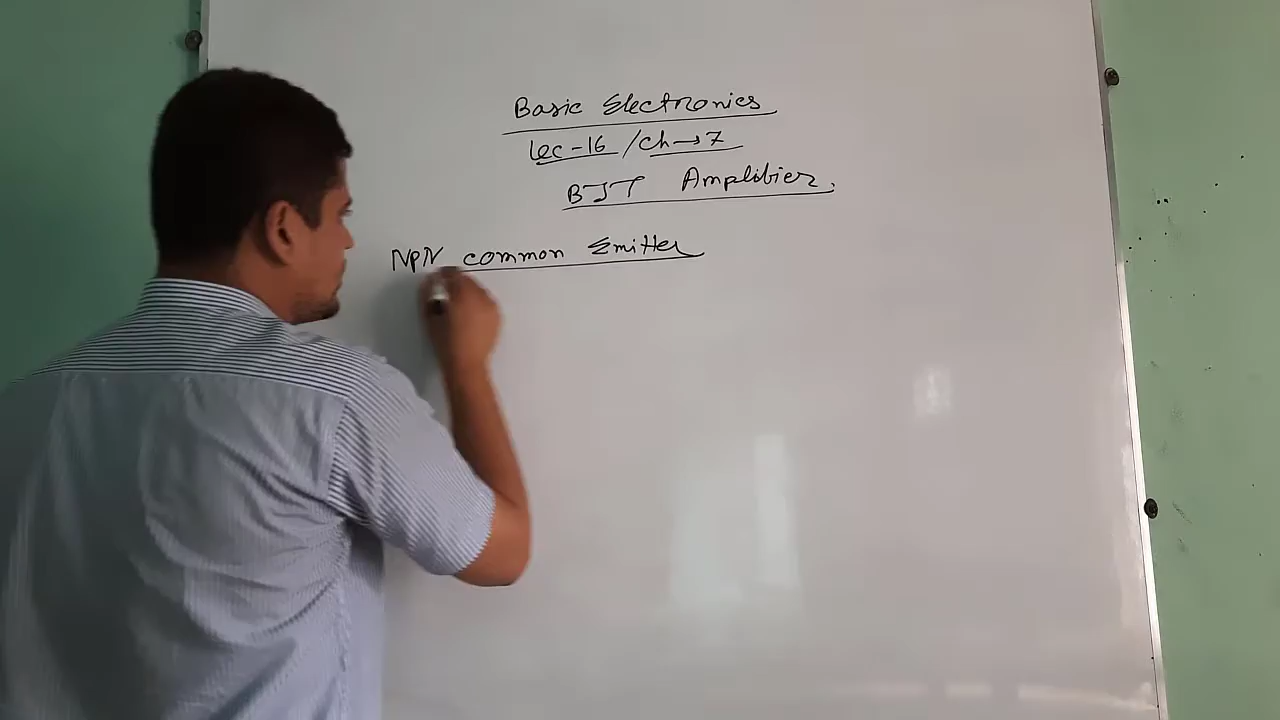 Basic Electronics
Lec-16 / Ch→7
BJT Amplifier.
NPN common Emitter